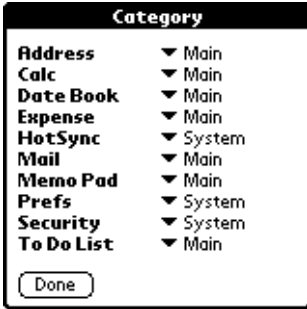 Category
Address Main
Calc Main
Date Book Main
Expense Main
HotSync System
Mail Main
Memo Pad Main
Prefs System
Security System
To Do List Main
Done